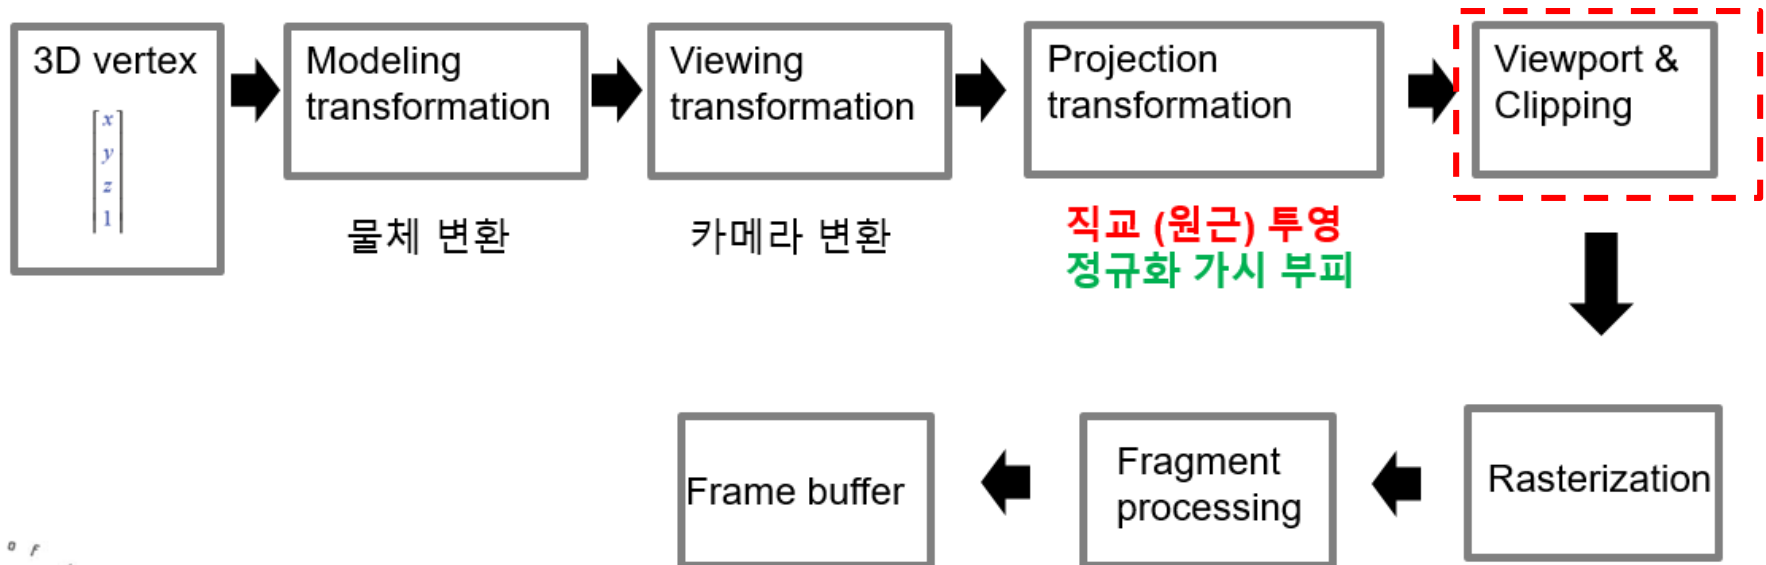 3D vertex
x
y
z
1
Modeling
transformation
물체 변환
Viewing
transformation
카메라 변환
Projection
transformation
직교 (원근) 투영
정규화 가시 부피
Viewport &
Clipping
Rasterization
Fragment
processing
Frame buffer